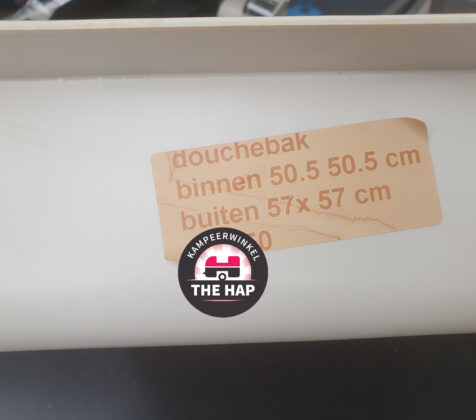 douchebak
binnen 50.5 50.5 cm
buiten 57x 57 cm
KAMPEERWINKEL
THE HAP